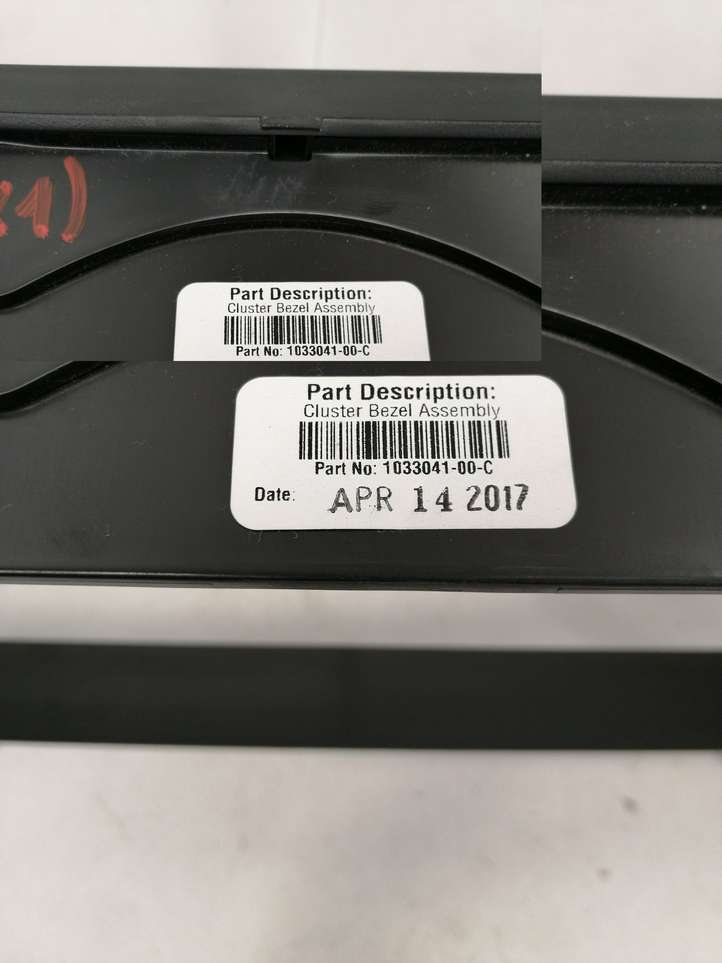 1)
Part Description:
Cluster Bezel Assembly
Part No: 1033041-00-C
Part Description:
Cluster Bezel Assembly
Part No: 1033041-00-C
Date: APR 14 2017